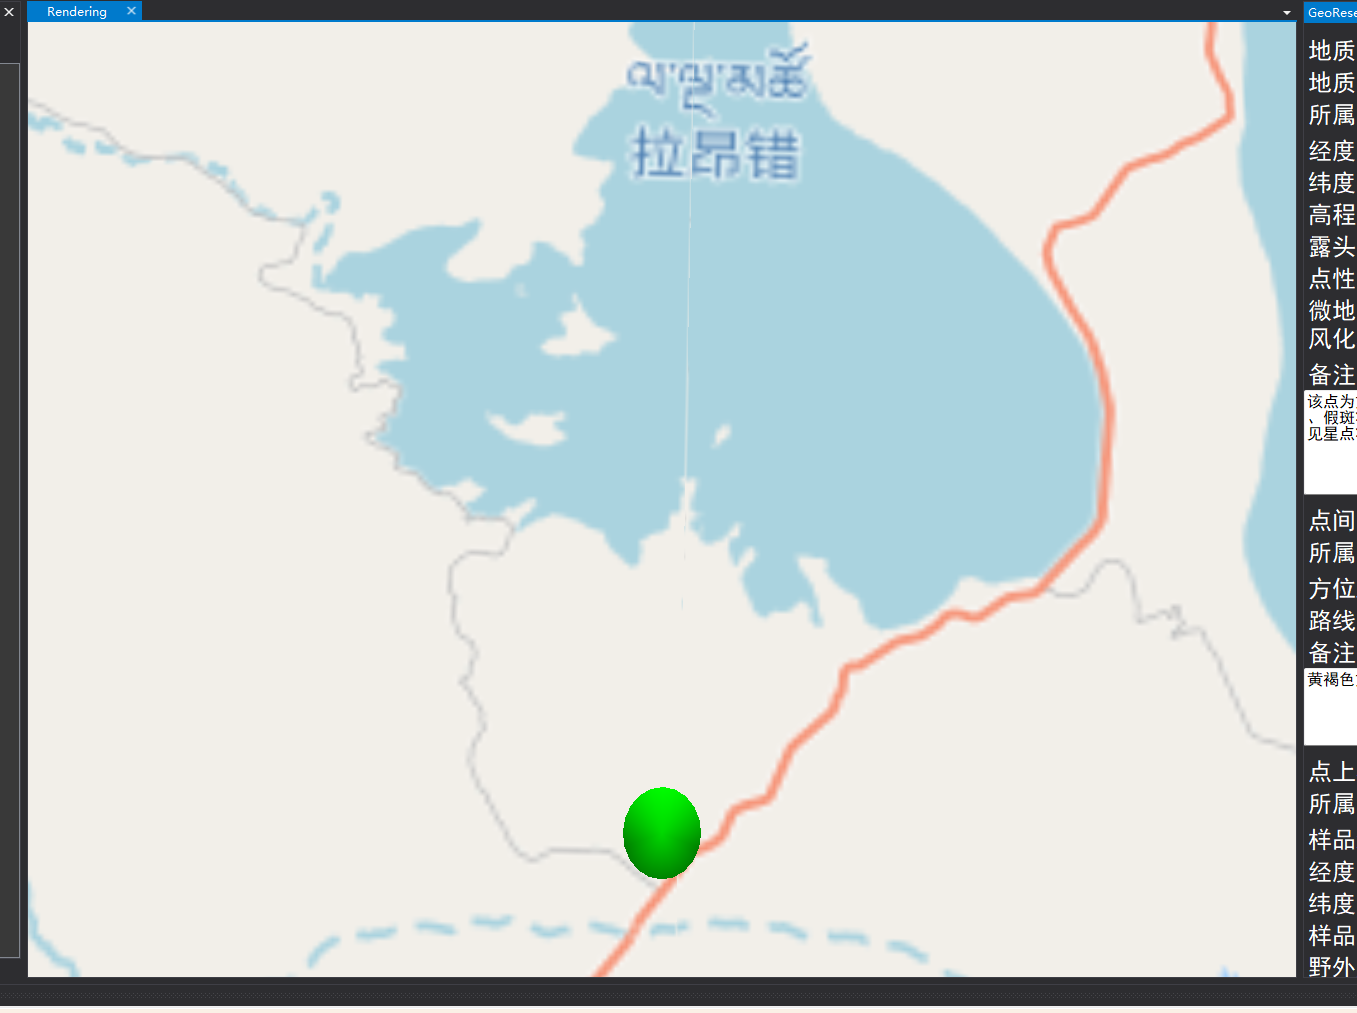 Rendering
拉昂错
GeoRese
地质
地质
所属
经度
纬度
高程
露头
点性
微地
风化
备注
该点为
、假斑
见星点
点间
所属
方位
路线
备注
黄褐色
点上
所属
样品
经度
纬度
样品
野外